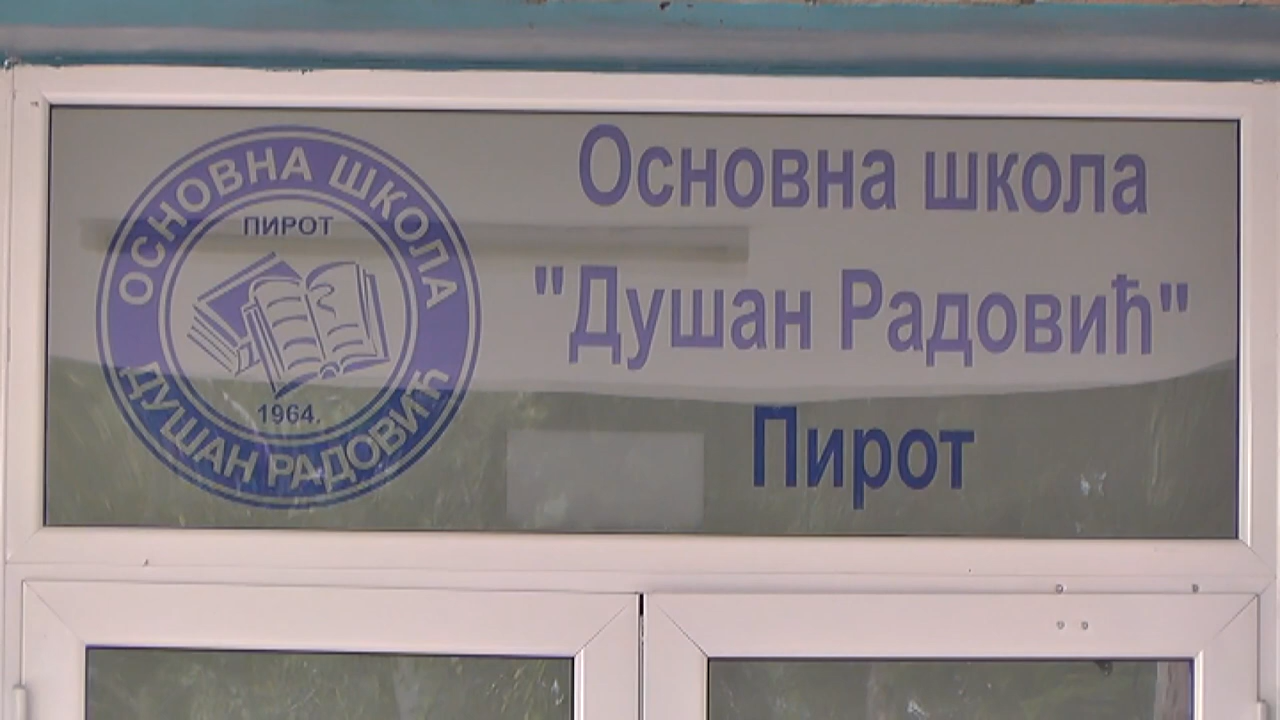 ОСНОВНА ШКОЛА
ПИРОТ
1964.
ДУШАН РАДОВИЋ
Основна школа
"Душан Радовић"
Пирот